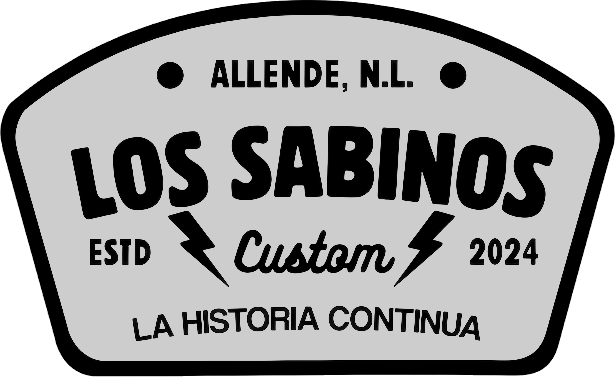 ALLENDE, N.L.
LOS SABINOS
ESTD Custom 2024
LA HISTORIA CONTINUA